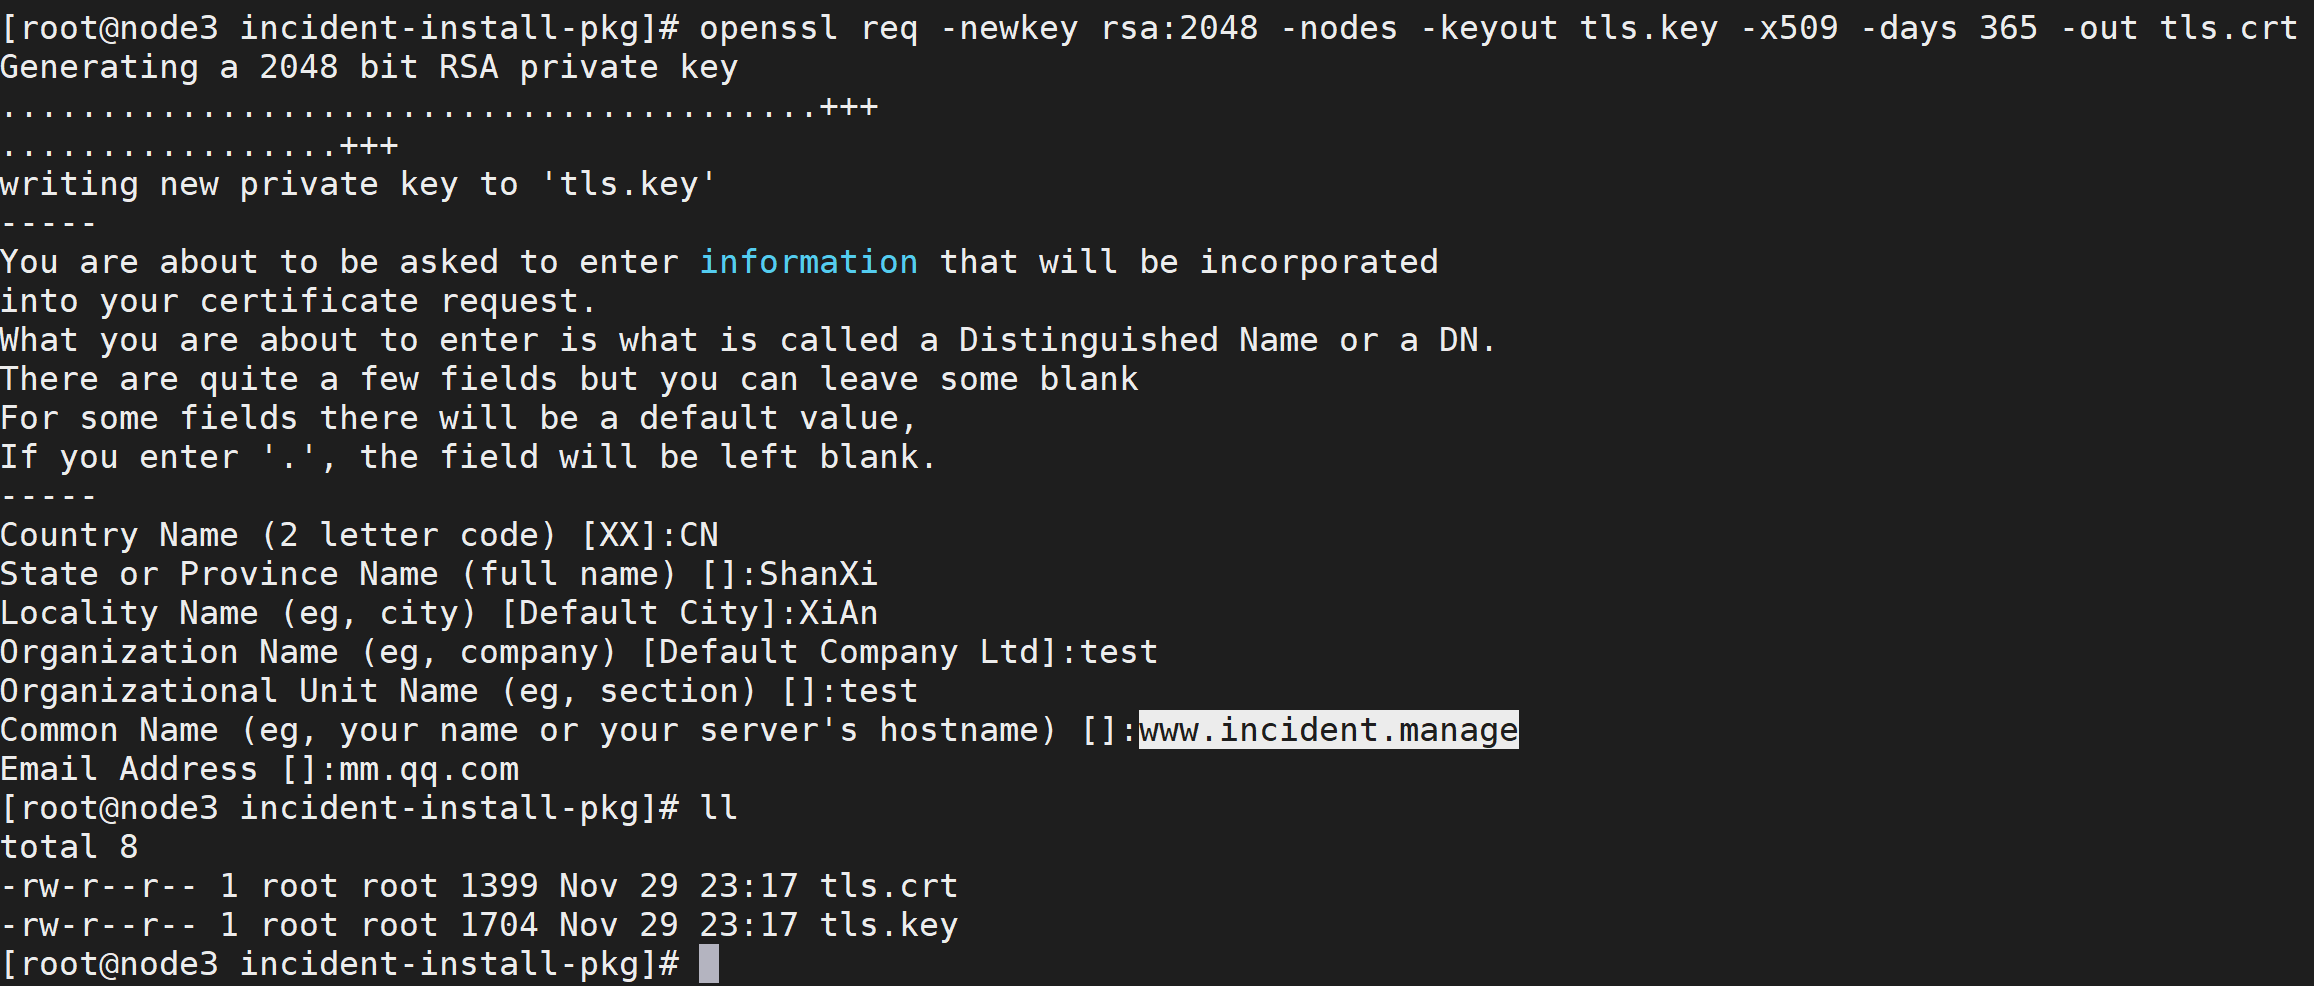 [root@node3 incident-install-pkg]# openssl req -newkey rsa:2048 -nodes -keyout tls.key -x509 -days 365 -out tls.crt
Generating a 2048 bit RSA private key
.........................................+++
.................+++
writing new private key to 'tls.key'
-----
You are about to be asked to enter information that will be incorporated
into your certificate request.
What you are about to enter is what is called a Distinguished Name or a DN.
There are quite a few fields but you can leave some blank
For some fields there will be a default value,
If you enter '.', the field will be left blank.
-----
Country Name (2 letter code) [XX]:CN
State or Province Name (full name) []:ShanXi
Locality Name (eg, city) [Default City]:XiAn
Organization Name (eg, company) [Default Company Ltd]:test
Organizational Unit Name (eg, section) []:test
Common Name (eg, your name or your server's hostname) []:www.incident.manage
Email Address []:mm.qq.com
[root@node3 incident-install-pkg]# ll
total 8
-rw-r--r-- 1 root root 1399 Nov 29 23:17 tls.crt
-rw-r--r-- 1 root root 1704 Nov 29 23:17 tls.key
[root@node3 incident-install-pkg]#